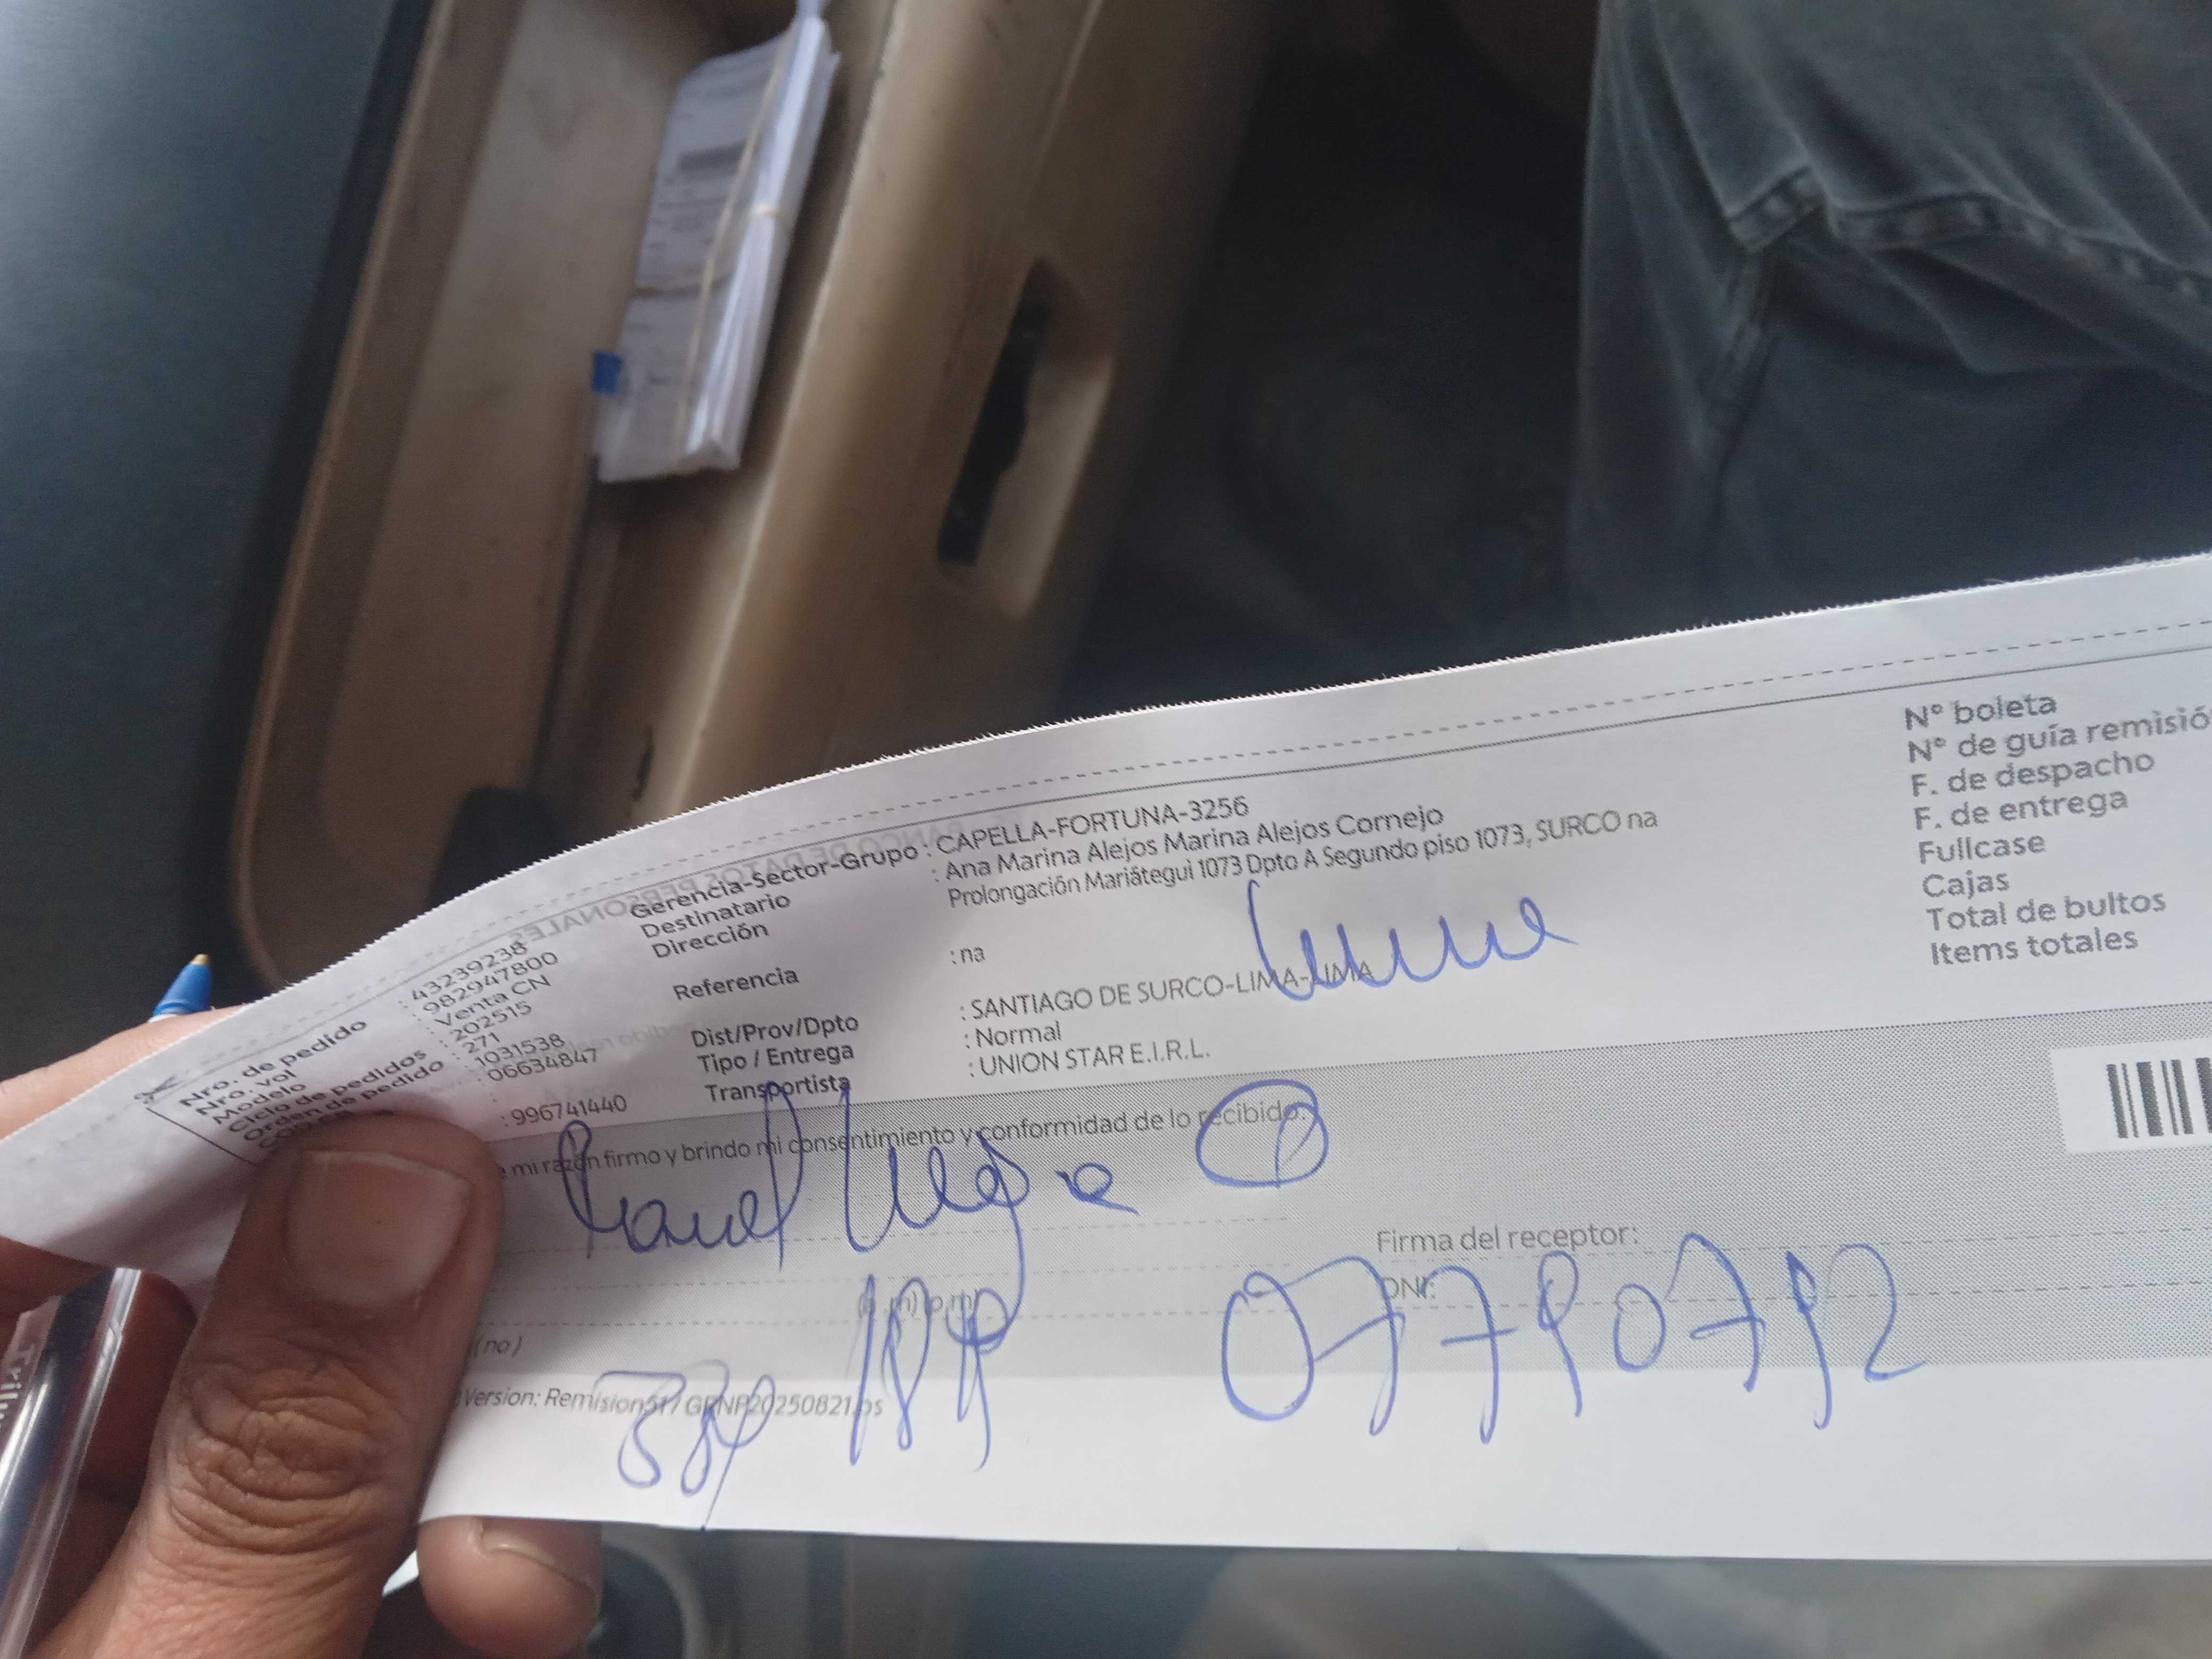 Nro. de pedido : 43239238
Nro. vol : 982947800
Modelo : Venta CN
Ciclo de pedidos : 202515
Orden de pedido : 271
: 1031538
: 06634847
:
: 996741440
Gerencia-Sector-Grupo : CAPELLA-FORTUNA-3256
Destinatario : Ana Marina Alejos Marina Alejos Cornejo
Dirección Prolongación Mariátegui 1073 Dpto A Segundo piso 1073, SURCO na
Referencia : na
Dist/Prov/Dpto : SANTIAGO DE SURCO-LIMA-LIMA
Tipo / Entrega : Normal
Transportista : UNION STAR E.I.R.L.
N° boleta
N° de guía remisió
F. de despacho
F. de entrega
Fullcase
Cajas
Total de bultos
Items totales
mi razón firmo y brindo mi consentimiento y conformidad de lo recibido.
Firma del receptor:
DNI:
07790792
(no)
Version: Remision517 GRNP20250821.ps